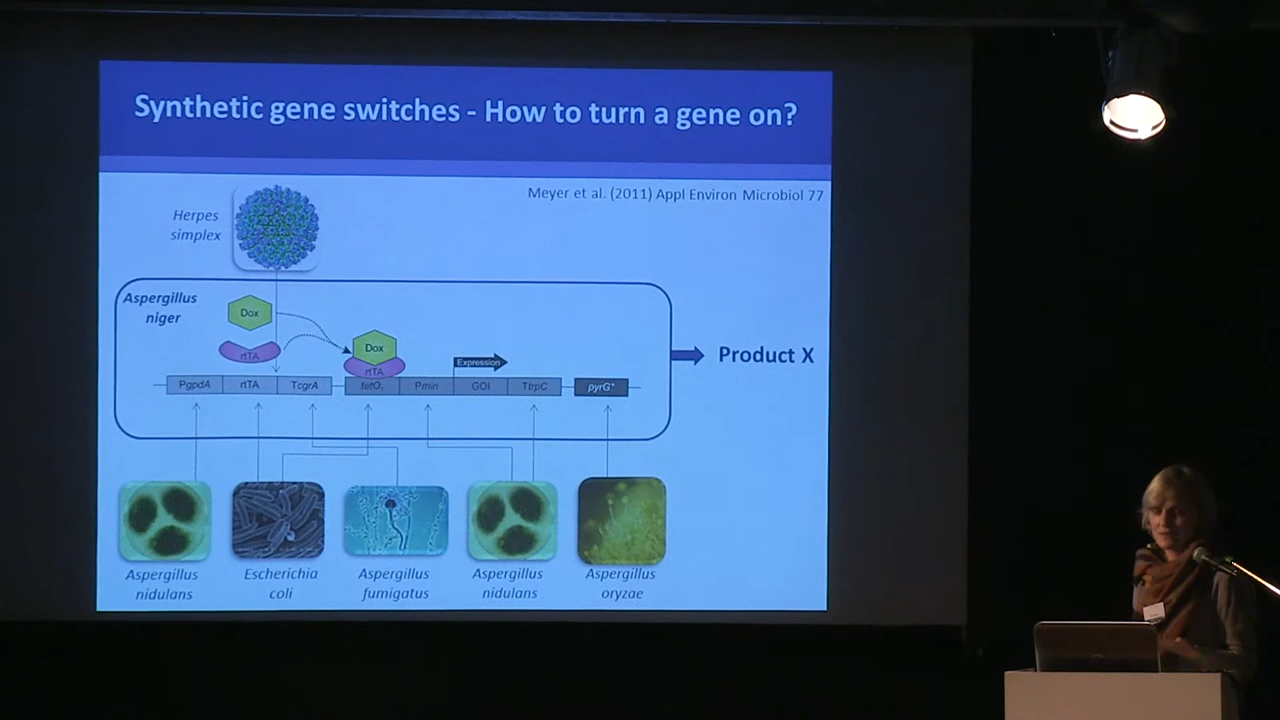 Synthetic gene switches - How to turn a gene on?
Meyer et al. (2011) Appl Environ Microbiol 77
Herpes
simplex
Aspergillus
niger
Dox
rtTA
Dox
rtTA
Expression
PgpdA
rtTA
TcgrA
tetO7
Pmin
GOI
TtrpC
pyrG*
Product X
Aspergillus
nidulans
Escherichia
coli
Aspergillus
fumigatus
Aspergillus
nidulans
Aspergillus
oryzae